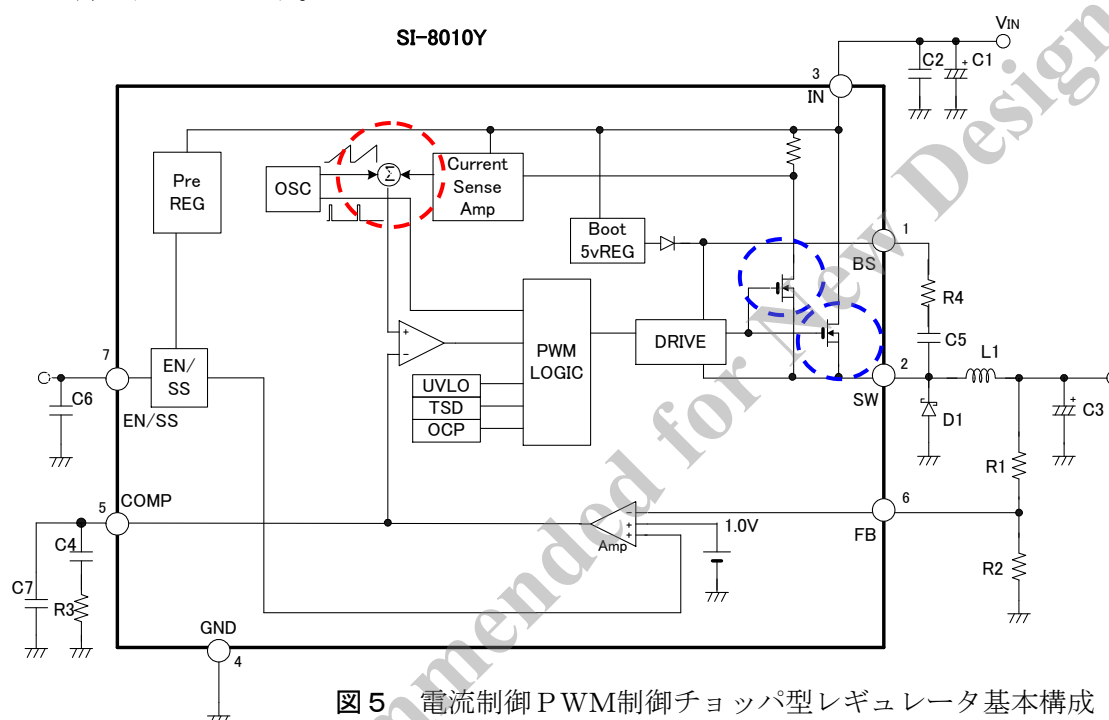 SI-8010Y
VIN
C2
C1
3
IN
Pre
REG
OSC
Σ
Current
Sense
Amp
Boot
5vREG
1
BS
R4
C5
DRIVE
PWM
LOGIC
+
−
UVLO
TSD
OCP
7
EN/
SS
EN/SS
C6
2
SW
L1
D1
C3
R1
R2
6
FB
1.0V
−
+
+
Amp
5
COMP
C4
C7
R3
GND
4
図５ 電流制御ＰＷＭ制御チョッパ型レギュレータ基本構成
mmended for New Design